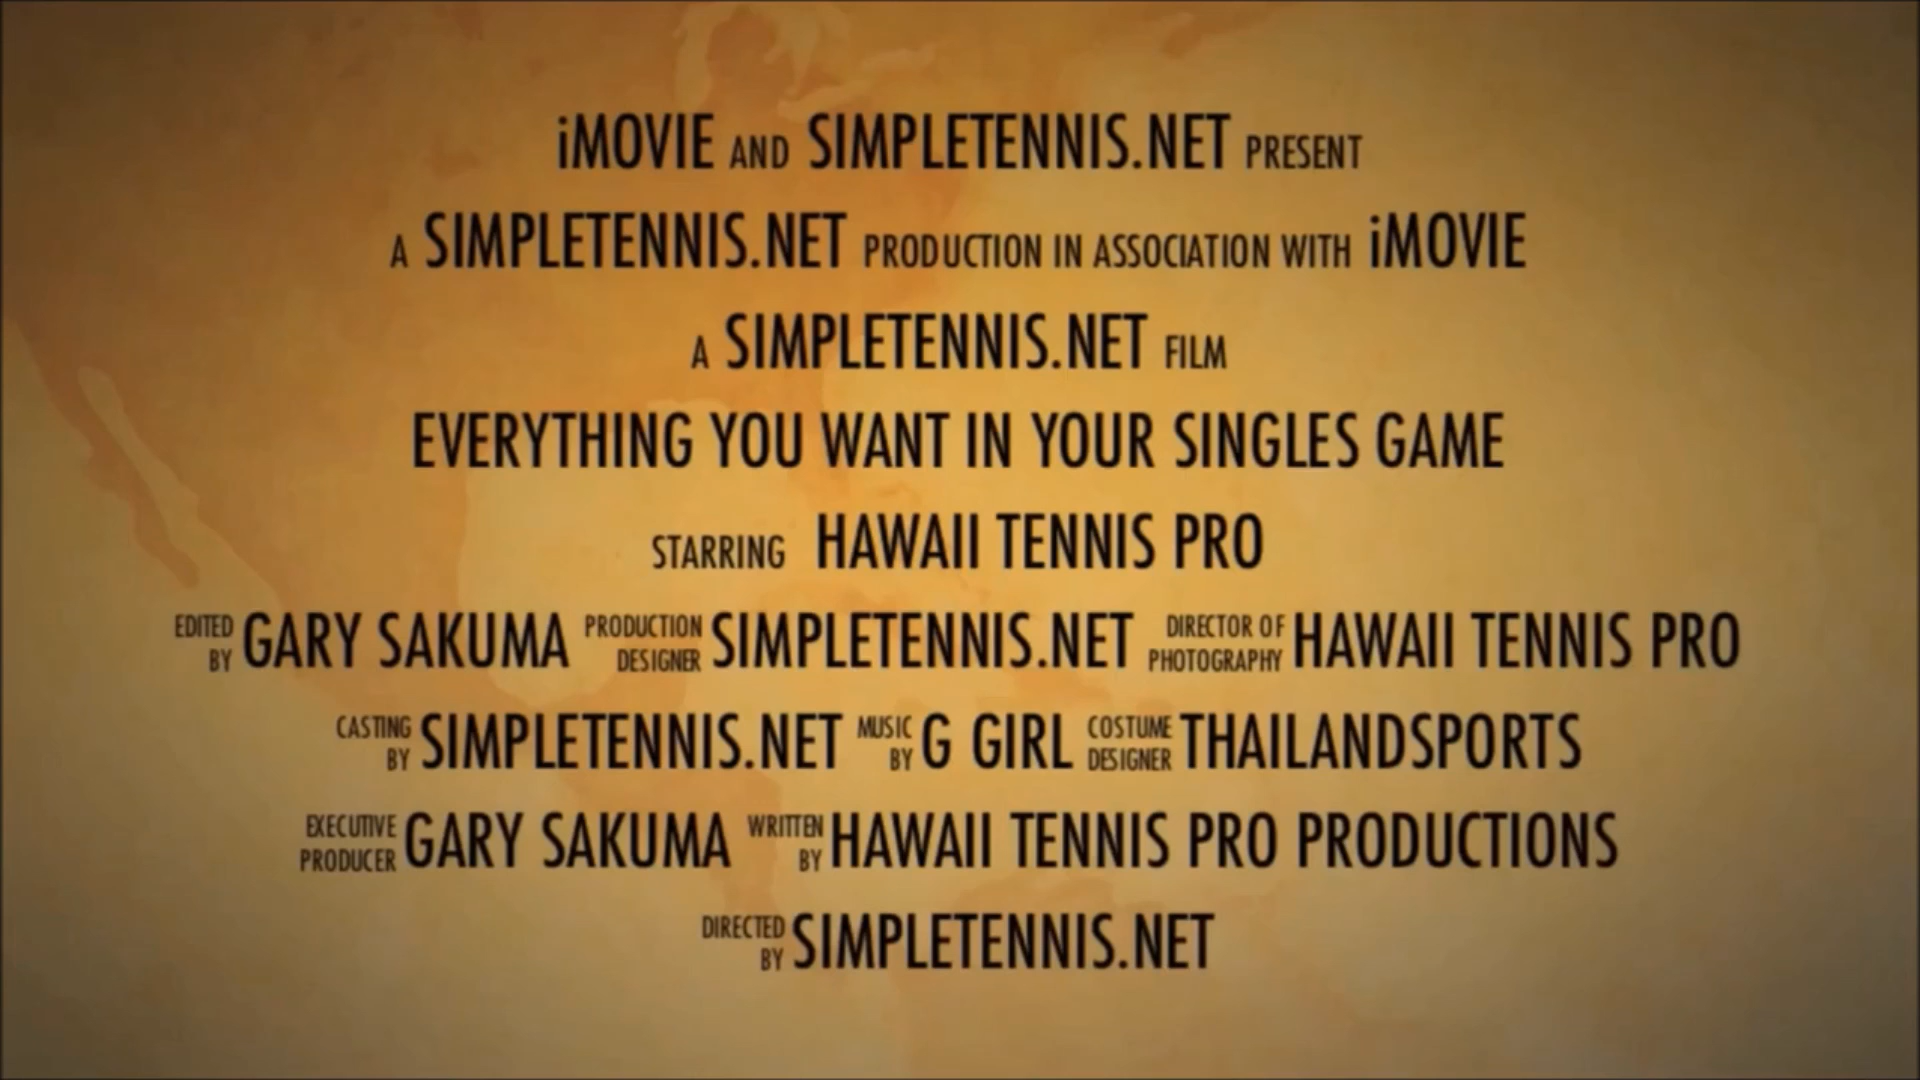 iMOVIE AND SIMPLETENNIS.NET PRESENT
A SIMPLETENNIS.NET PRODUCTION IN ASSOCIATION WITH iMOVIE
A SIMPLETENNIS.NET FILM
EVERYTHING YOU WANT IN YOUR SINGLES GAME
STARRING HAWAII TENNIS PRO
EDITED BY GARY SAKUMA PRODUCTION DESIGNER SIMPLETENNIS.NET DIRECTOR OF PHOTOGRAPHY HAWAII TENNIS PRO
CASTING BY SIMPLETENNIS.NET MUSIC BY G GIRL COSTUME DESIGNER THAILANDSPORTS
EXECUTIVE PRODUCER GARY SAKUMA WRITTEN BY HAWAII TENNIS PRO PRODUCTIONS
DIRECTED BY SIMPLETENNIS.NET